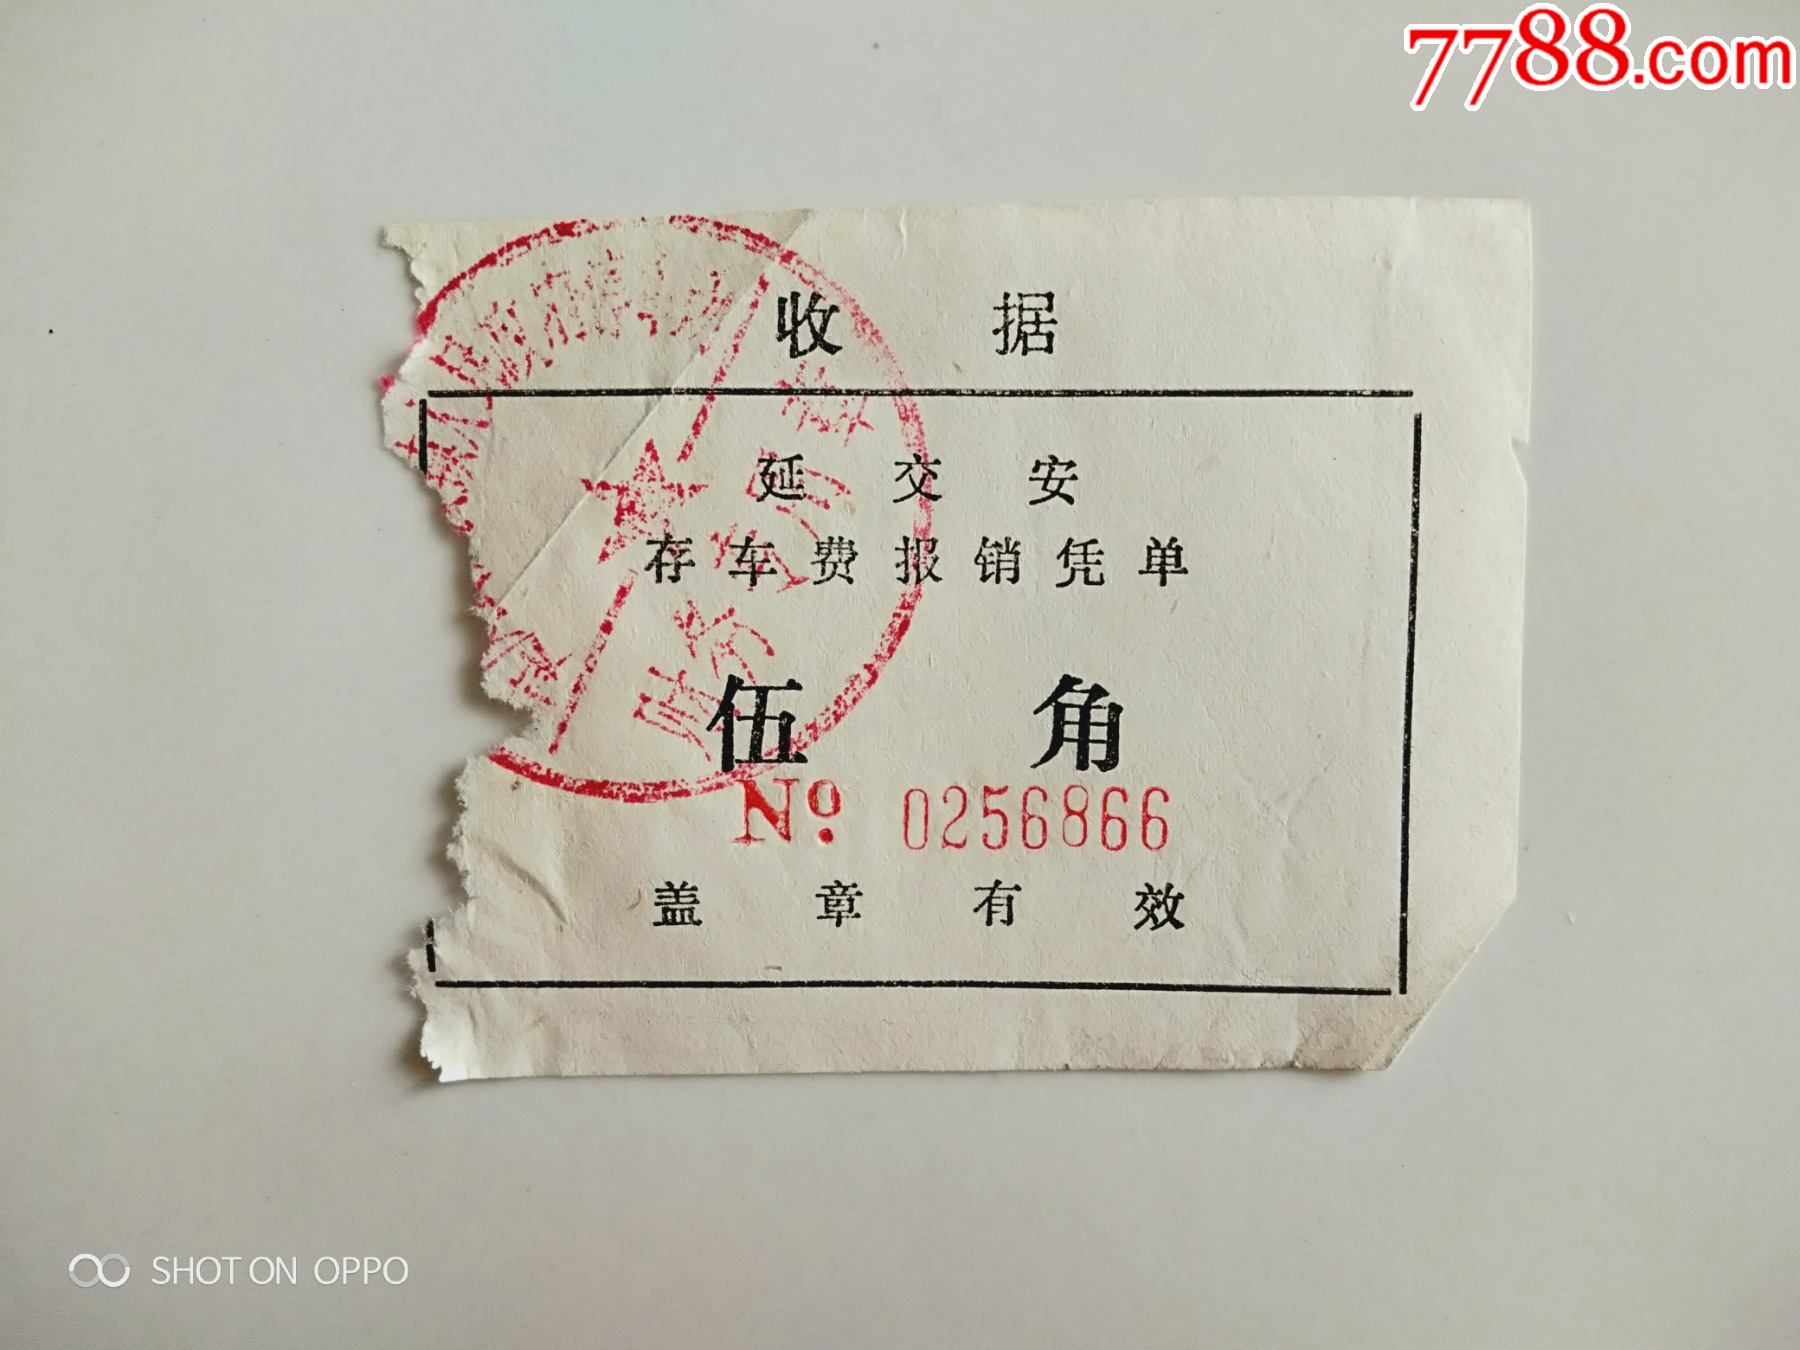 7788.com
收据
延交安
存车费报销凭单
伍角
No 0256866
盖章有效
SHOT ON OPPO